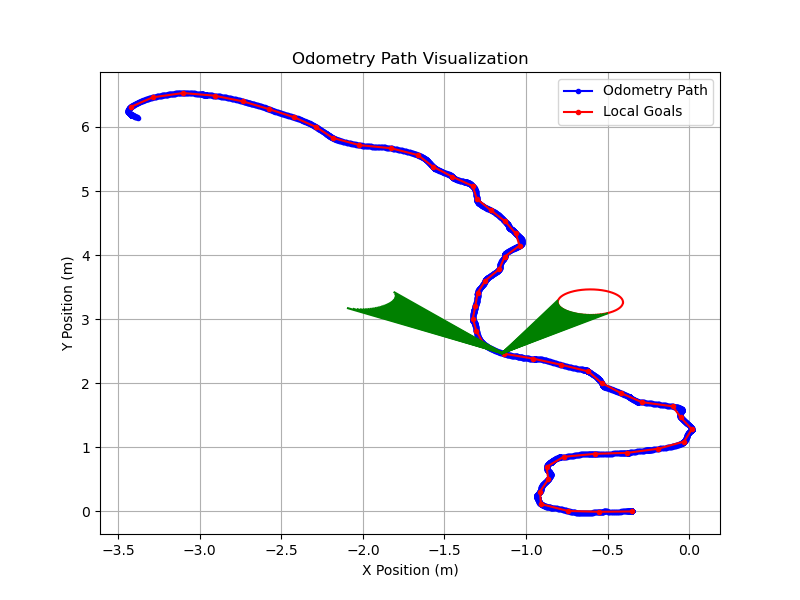 Odometry Path Visualization
Odometry Path
Local Goals
Y Position (m)
6
5
4
3
2
1
0
−3.5 −3.0 −2.5 −2.0 −1.5 −1.0 −0.5 0.0
X Position (m)